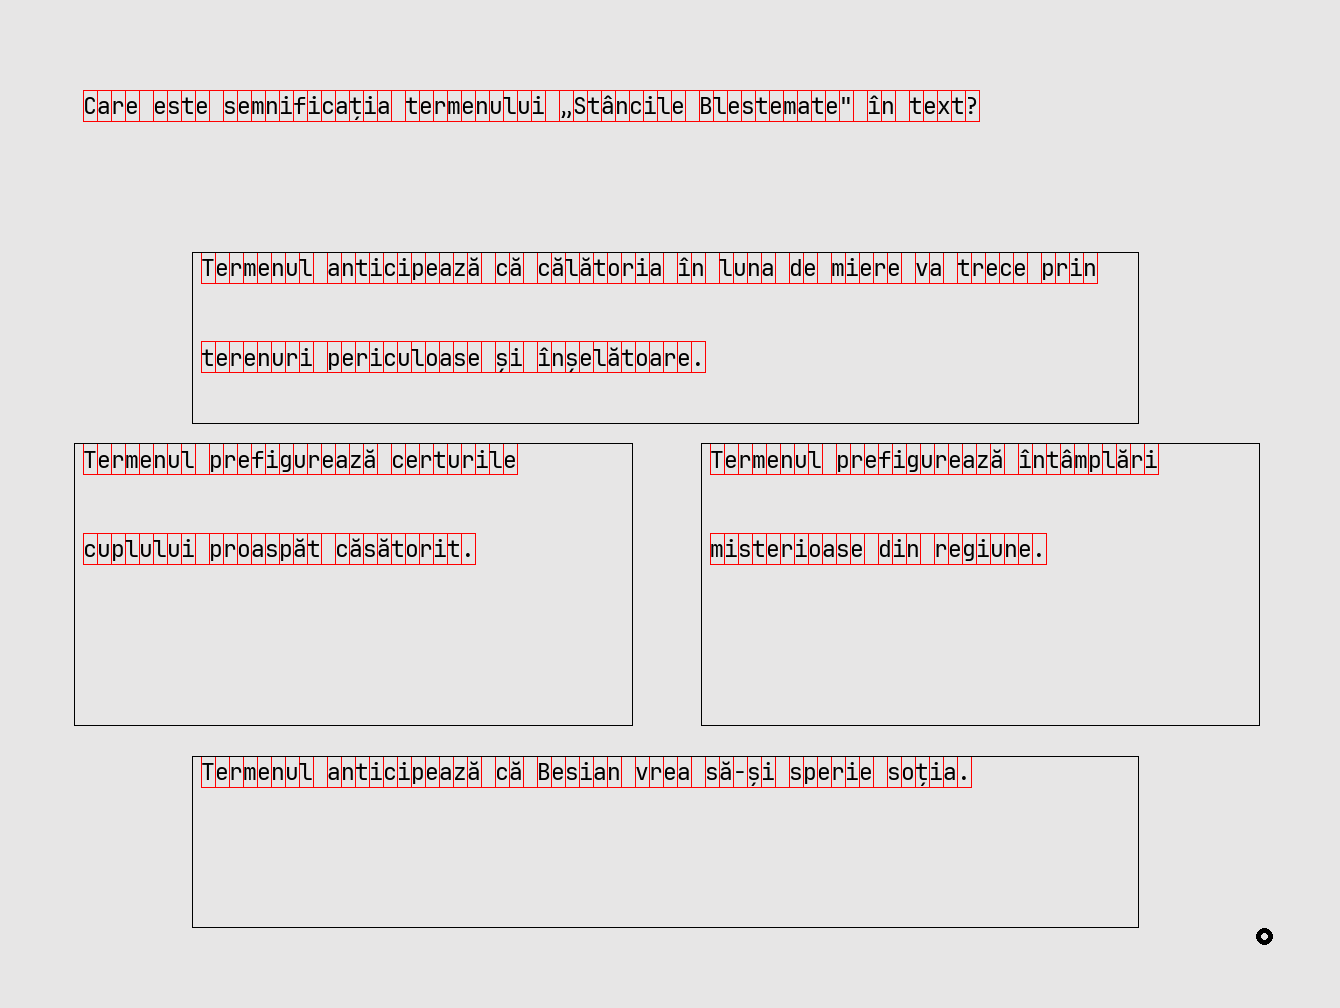 Care este semnificația termenului „Stâncile Blestemate" în text?
Termenul anticipează că călătoria în luna de miere va trece prin
terenuri periculoase și înșelătoare.
Termenul prefigurează certurile
cuplului proaspăt căsătorit.
Termenul prefigurează întâmplări
misterioase din regiune.
Termenul anticipează că Besian vrea să-și sperie soția.